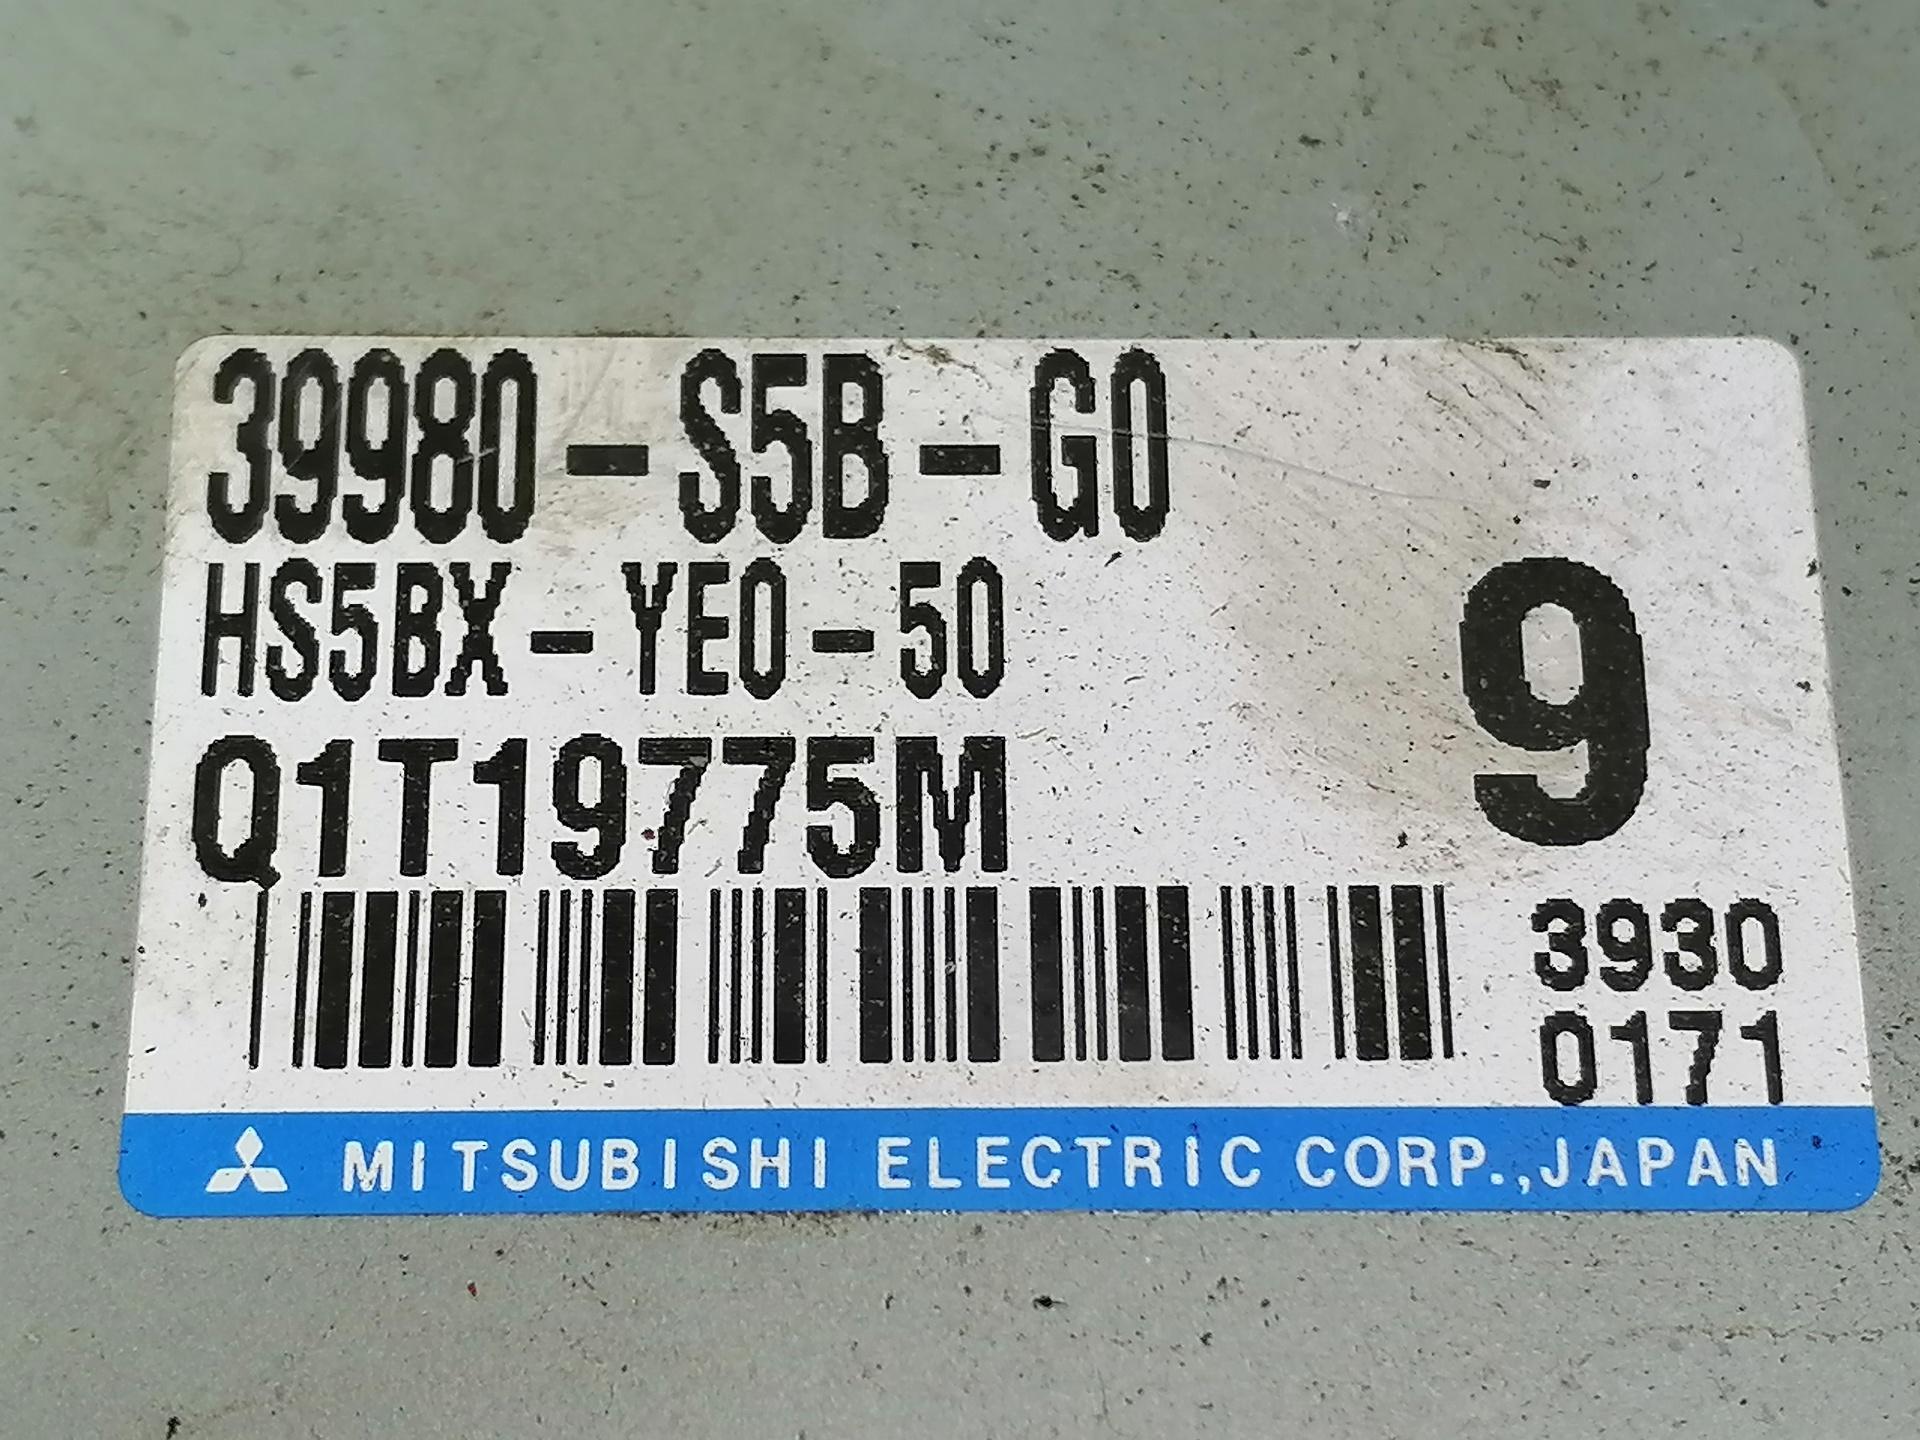 39980-S5B-G0
HS5BX-YE0-50
9
Q1T19775M
3930
0171
MITSUBISHI ELECTRIC CORP.,JAPAN